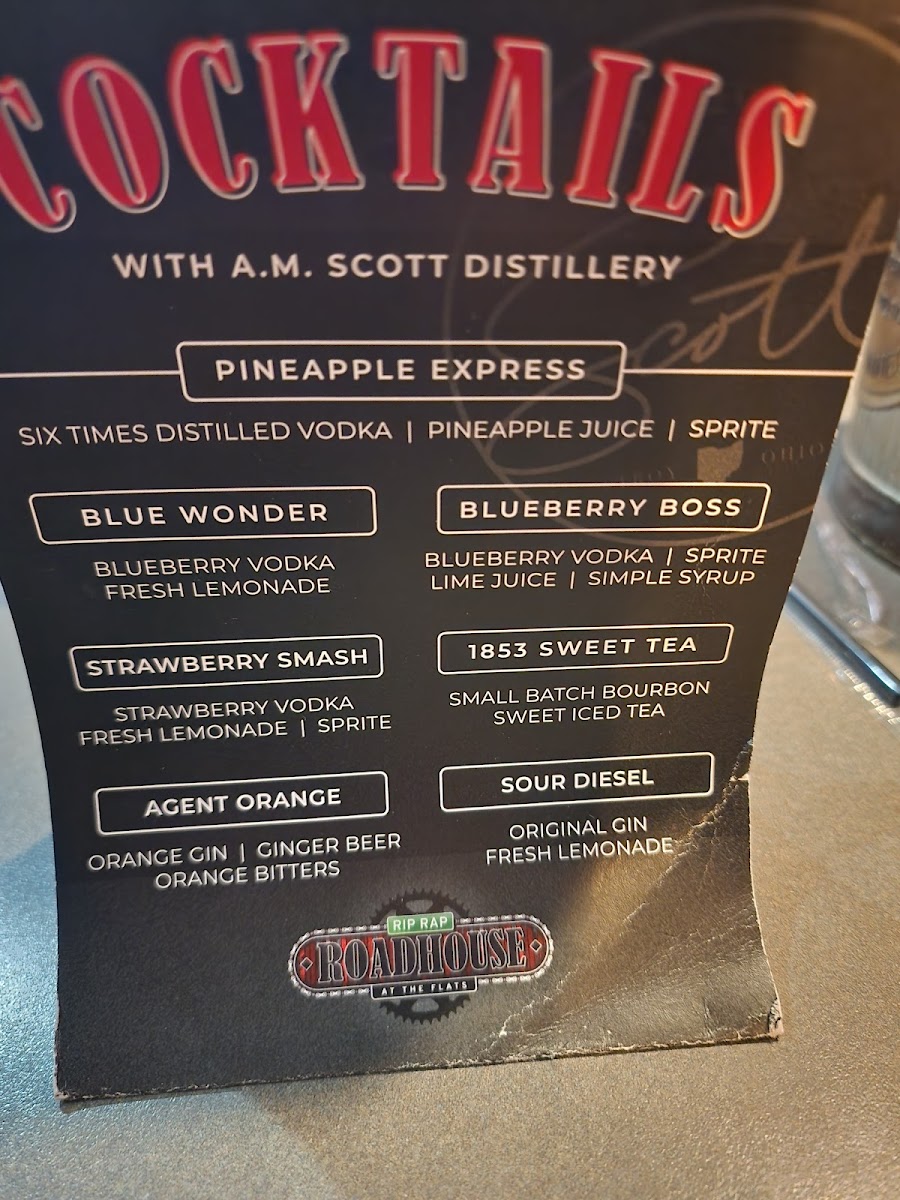 COCKTAILS
WITH A.M. SCOTT DISTILLERY
Scott
PINEAPPLE EXPRESS
SIX TIMES DISTILLED VODKA | PINEAPPLE JUICE | SPRITE
OHIO
BLUE WONDER
BLUEBERRY VODKA
FRESH LEMONADE
BLUEBERRY BOSS
BLUEBERRY VODKA | SPRITE
LIME JUICE | SIMPLE SYRUP
STRAWBERRY SMASH
STRAWBERRY VODKA
FRESH LEMONADE | SPRITE
1853 SWEET TEA
SMALL BATCH BOURBON
SWEET ICED TEA
AGENT ORANGE
ORANGE GIN | GINGER BEER
ORANGE BITTERS
SOUR DIESEL
ORIGINAL GIN
FRESH LEMONADE
RIP RAP
ROADHOUSE
AT THE FLATS